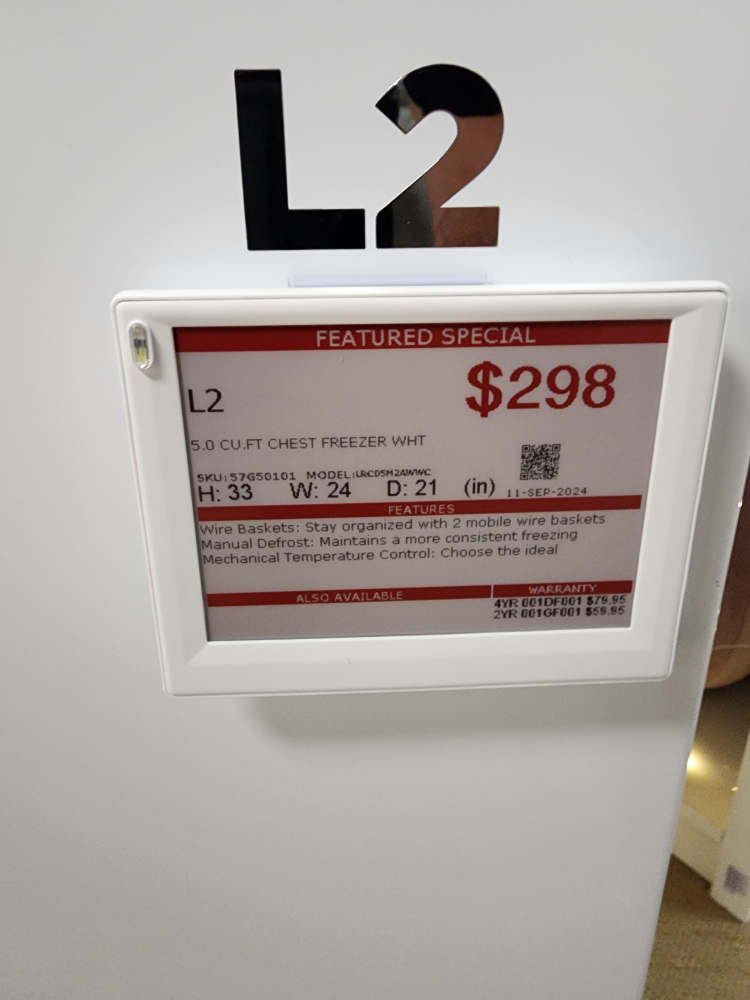 L2
FEATURED SPECIAL
L2 $298
5.0 CU.FT CHEST FREEZER WHT
SKU: 57G50101 MODEL:LRC05M2AWWC
H: 33 W: 24 D: 21 (in) 11-SEP-2024
FEATURES
Wire Baskets: Stay organized with 2 mobile wire baskets
Manual Defrost: Maintains a more consistent freezing
Mechanical Temperature Control: Choose the ideal
ALSO AVAILABLE WARRANTY
4YR 001DF001 $79.95
2YR 001GF001 $59.95